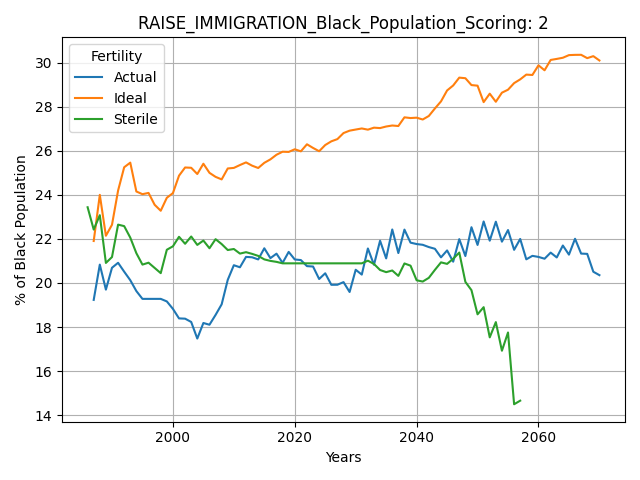 RAISE_IMMIGRATION_Black_Population_Scoring: 2
Fertility
Actual
Ideal
Sterile
% of Black Population
30
28
26
24
22
20
18
16
14
2000 2020 2040 2060
Years